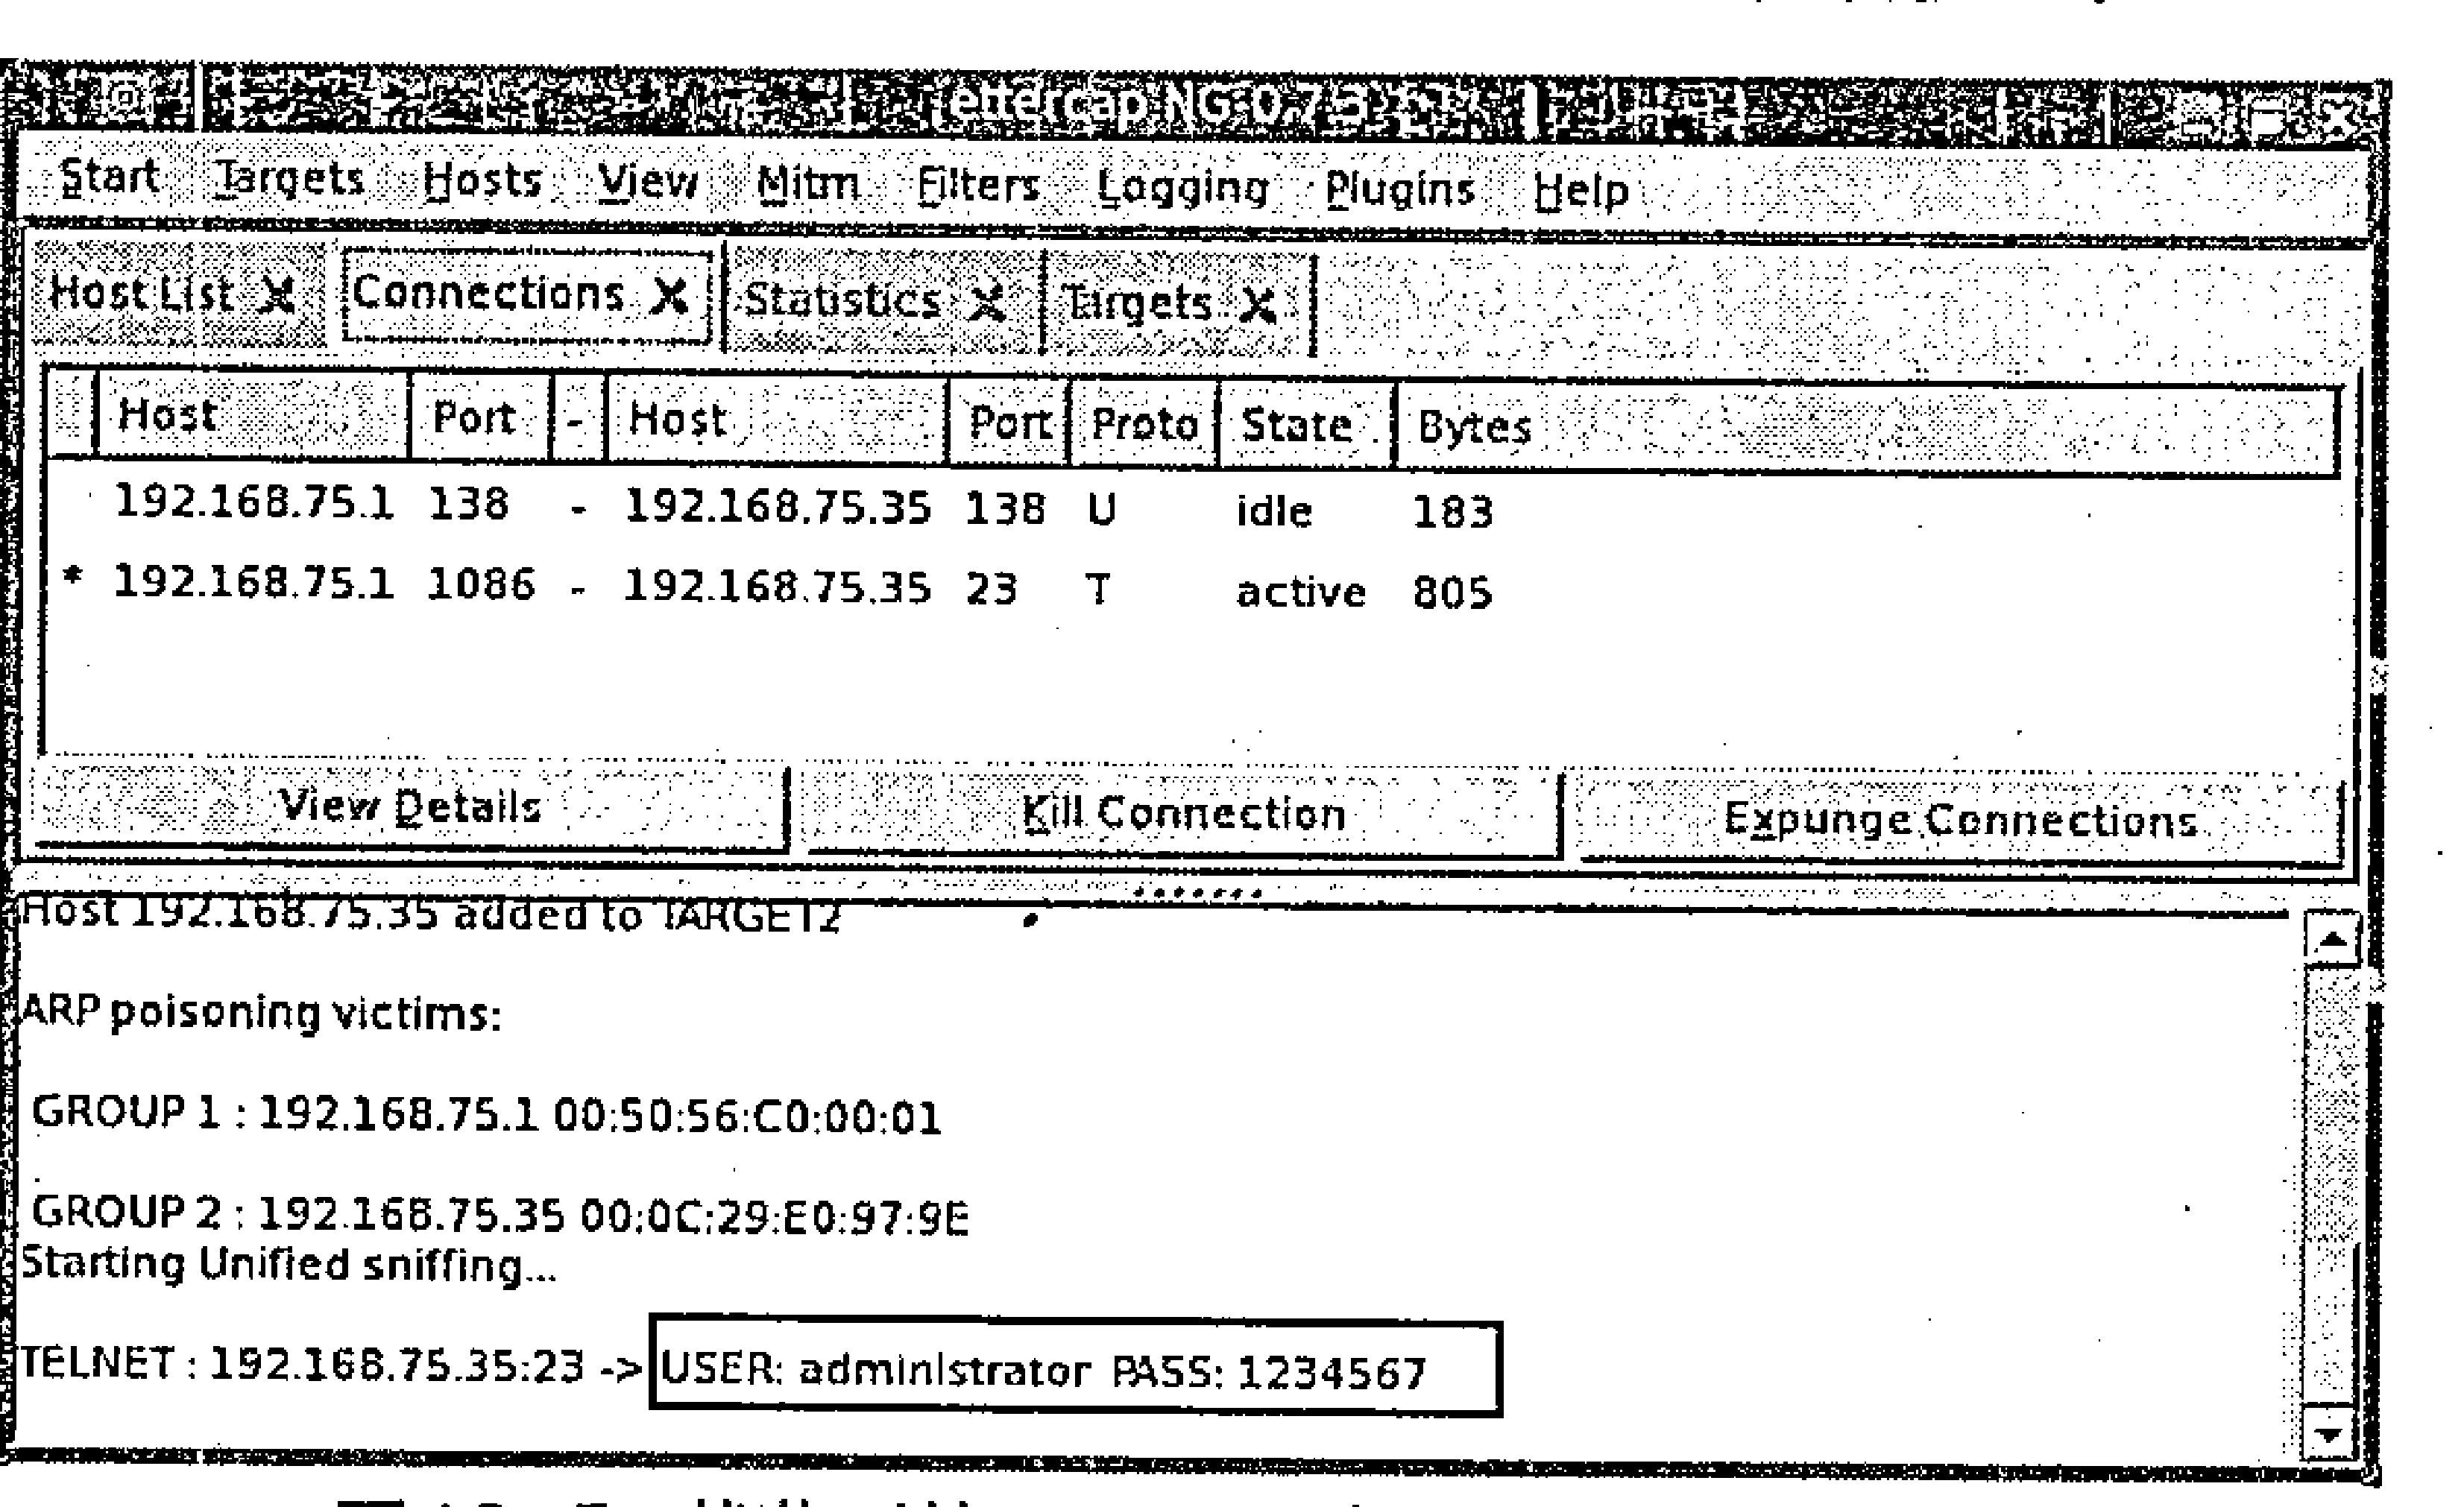 ettercap NG-0.7.3
Start Targets Hosts View Mitm Filters Logging Plugins Help
Host List X Connections X Statistics X Targets X
Host Port - Host Port Proto State Bytes
192.168.75.1 138 - 192.168.75.35 138 U idle 183
* 192.168.75.1 1086 - 192.168.75.35 23 T active 805
View Details Kill Connection Expunge Connections
Host 192.168.75.35 added to TARGET2
ARP poisoning victims:
GROUP 1 : 192.168.75.1 00:50:56:C0:00:01
GROUP 2 : 192.168.75.35 00:0C:29:E0:97:9E
Starting Unified sniffing...
TELNET : 192.168.75.35:23 -> USER: administrator PASS: 1234567